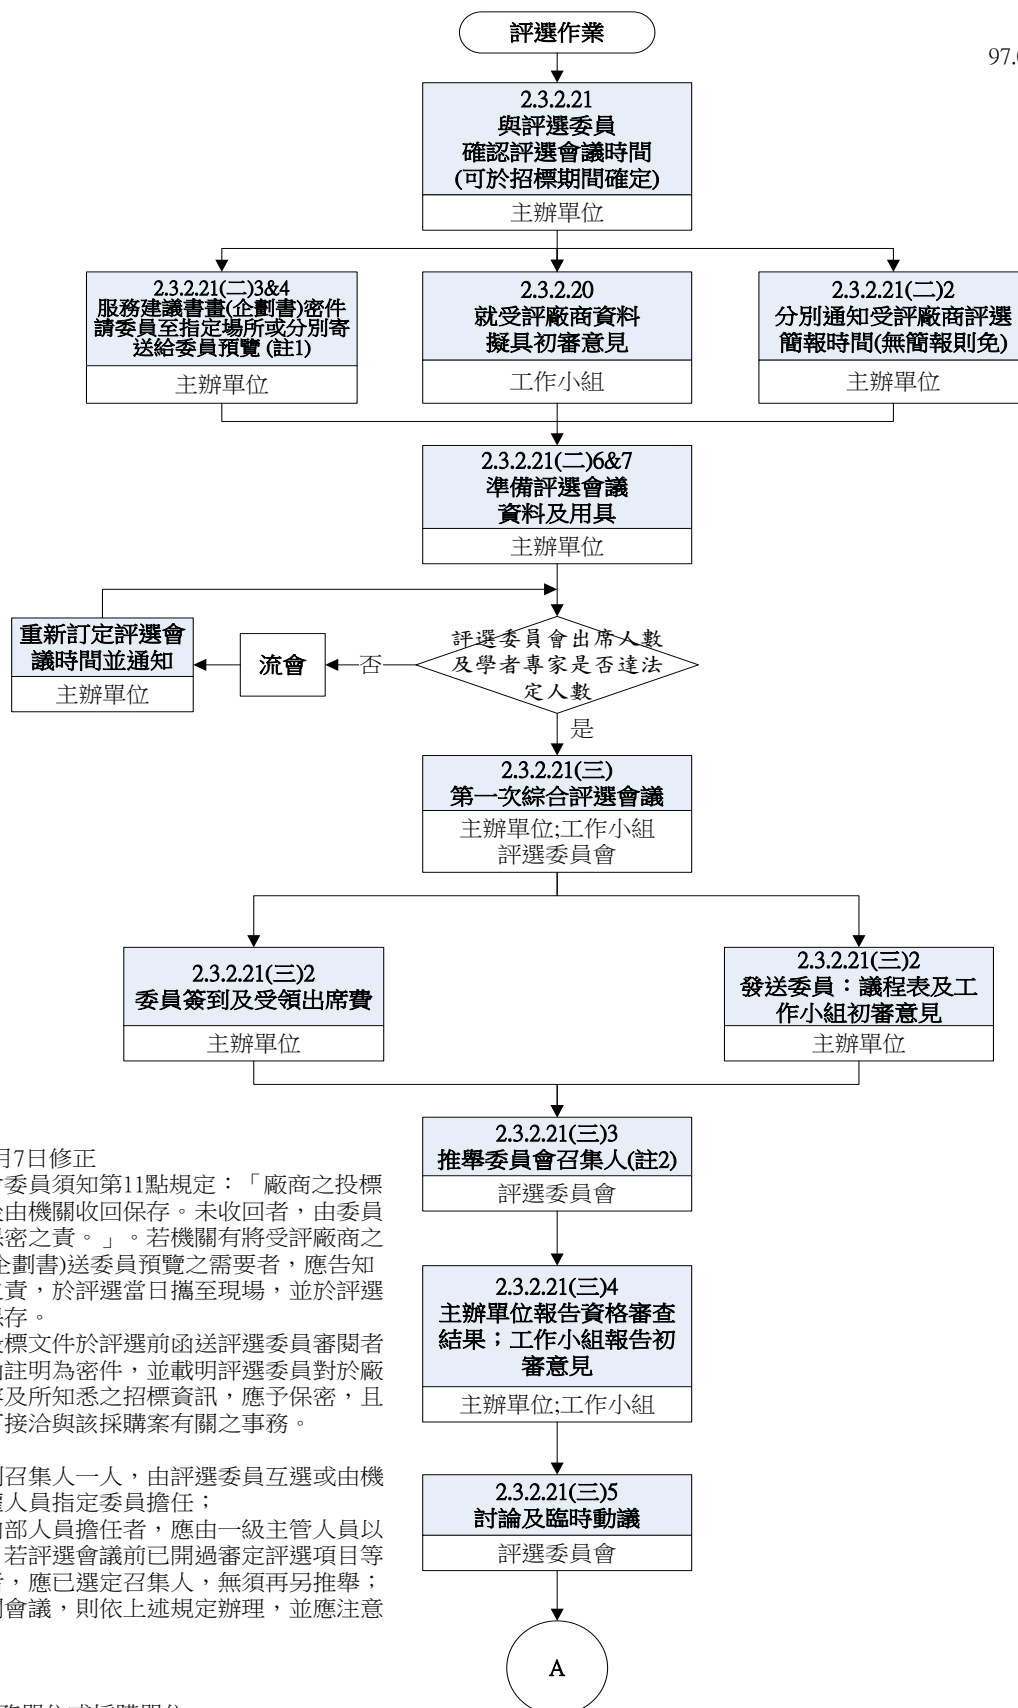 評選作業
97.
2.3.2.21
與評選委員
確認評選會議時間
(可於招標期間確定)
主辦單位
2.3.2.21(二)3&4
服務建議書畫(企劃書)密件
請委員至指定場所或分別寄
送給委員預覽 (註1)
主辦單位
2.3.2.20
就受評廠商資料
擬具初審意見
工作小組
2.3.2.21(二)2
分別通知受評廠商評選
簡報時間(無簡報則免)
主辦單位
2.3.2.21(二)6&7
準備評選會議
資料及用具
主辦單位
重新訂定評選會
議時間並通知
主辦單位
流會
否
評選委員會出席人數
及學者專家是否達法
定人數
是
2.3.2.21(三)
第一次綜合評選會議
主辦單位;工作小組
評選委員會
2.3.2.21(三)2
委員簽到及受領出席費
主辦單位
2.3.2.21(三)2
發送委員：議程表及工
作小組初審意見
主辦單位
2.3.2.21(三)3
推舉委員會召集人(註2)
評選委員會
2.3.2.21(三)4
主辦單位報告資格審查
結果；工作小組報告初
審意見
主辦單位;工作小組
2.3.2.21(三)5
討論及臨時動議
評選委員會
A
月7日修正
委員須知第11點規定：「廠商之投標
由機關收回保存。未收回者，由委員
保密之責。」。若機關有將受評廠商之
企劃書)送委員預覽之需要者，應告知
之責，於評選當日攜至現場，並於評選
保存。
投標文件於評選前函送評選委員審閱者
註明為密件，並載明評選委員對於廠
及所知悉之招標資訊，應予保密，且
接洽與該採購案有關之事務。
召集人一人，由評選委員互選或由機
人員指定委員擔任；
內部人員擔任者，應由一級主管人員以
若評選會議前已開過審定評選項目等
，應已選定召集人，無須再另推舉；
開會議，則依上述規定辦理，並應注意